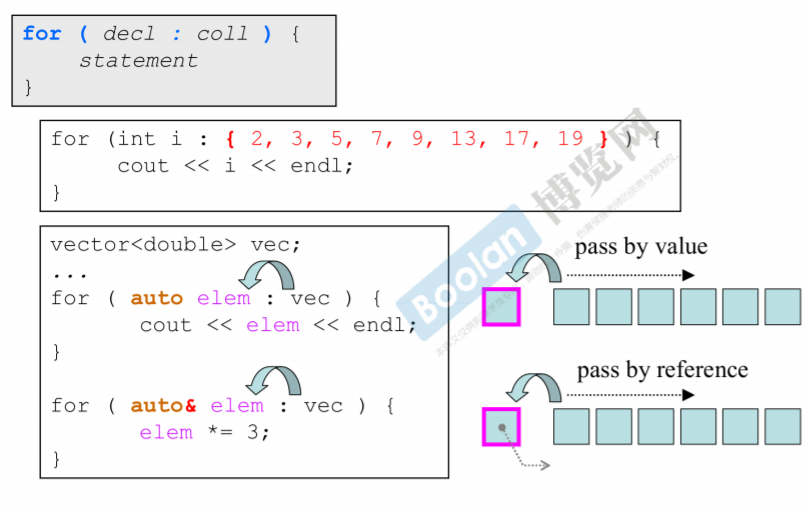 for ( decl : coll ) {
statement
}
for (int i : { 2, 3, 5, 7, 9, 13, 17, 19 } ) {
cout << i << endl;
}
vector<double> vec;
...
for ( auto elem : vec ) {
cout << elem << endl;
}
for ( auto& elem : vec ) {
elem *= 3;
}
pass by value
pass by reference
Boolan 博览网